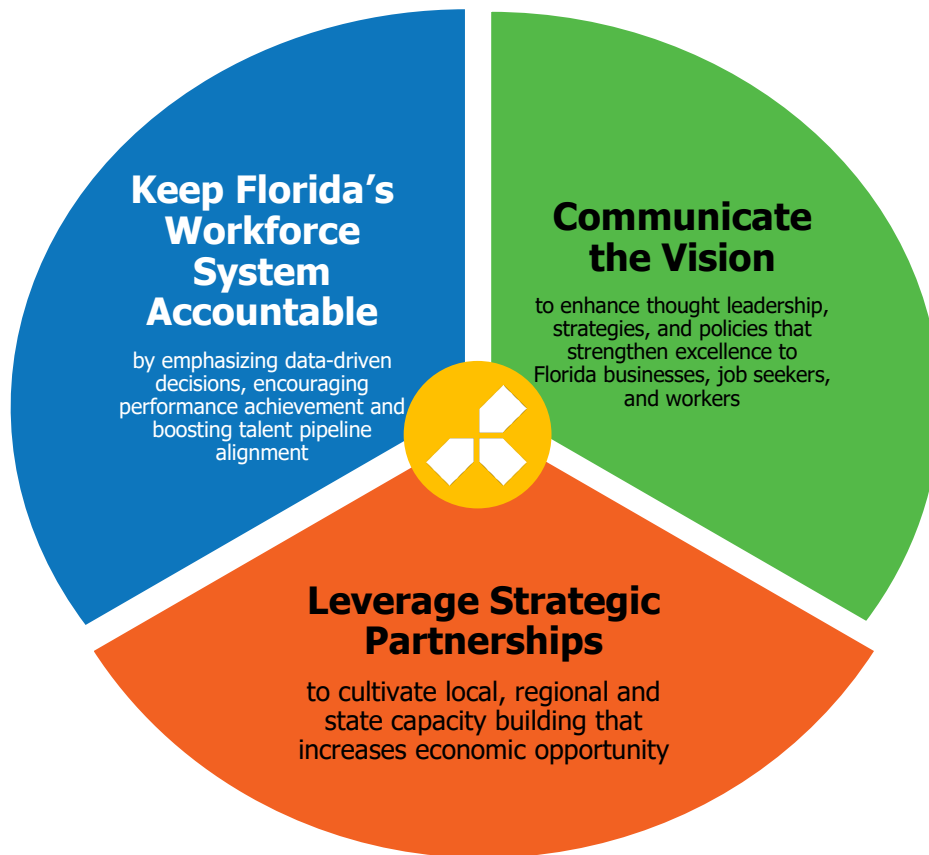 Keep Florida’s
Workforce
System
Accountable
by emphasizing data-driven
decisions, encouraging
performance achievement and
boosting talent pipeline
alignment
Communicate
the Vision
to enhance thought leadership,
strategies, and policies that
strengthen excellence to
Florida businesses, job seekers,
and workers
Leverage Strategic
Partnerships
to cultivate local, regional and
state capacity building that
increases economic opportunity